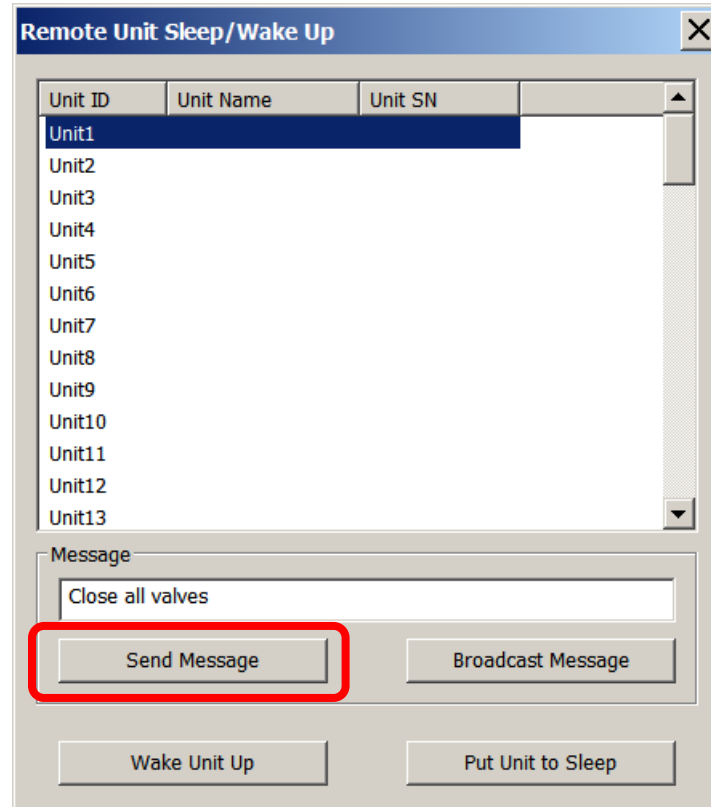 Remote Unit Sleep/Wake Up
Unit ID Unit Name Unit SN
Unit1
Unit2
Unit3
Unit4
Unit5
Unit6
Unit7
Unit8
Unit9
Unit10
Unit11
Unit12
Unit13
Message
Close all valves
Send Message Broadcast Message
Wake Unit Up Put Unit to Sleep